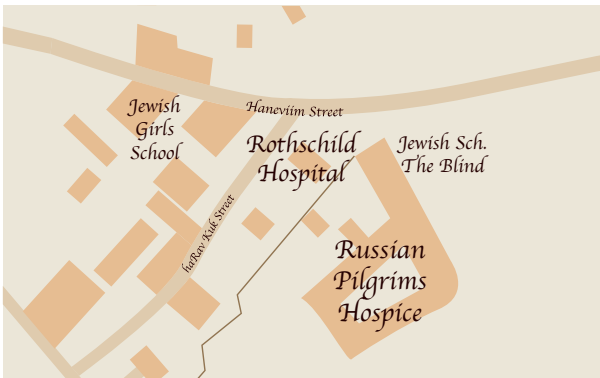 Haneviim Street
Jewish
Girls
School
Rothschild
Hospital
Jewish Sch.
The Blind
haRav Kuk Street
Russian
Pilgrims
Hospice